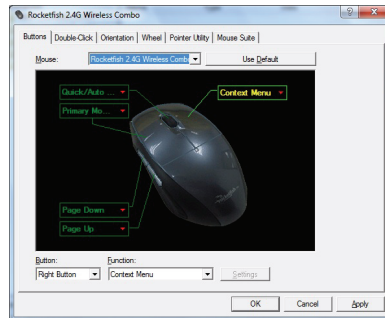 Rocketfish 2.4G Wireless Combo
Buttons Double-Click Orientation Wheel Pointer Utility Mouse Suite
Mouse: Rocketfish 2.4G Wireless Comb Use Default
Quick/Auto ... Context Menu
Primary Mo...
Page Down
Page Up
Button: Function:
Right Button Context Menu Settings
OK Cancel Apply